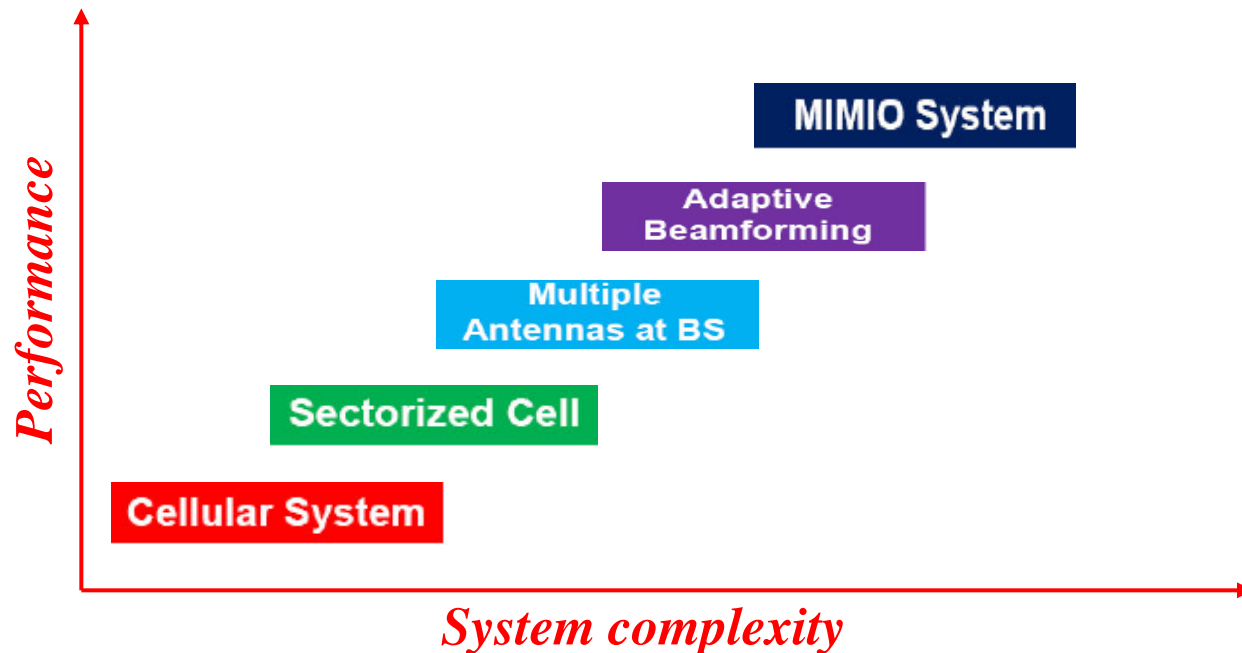 MIMIO System
Adaptive
Beamforming
Multiple
Antennas at BS
Sectorized Cell
Cellular System
Performance
System complexity